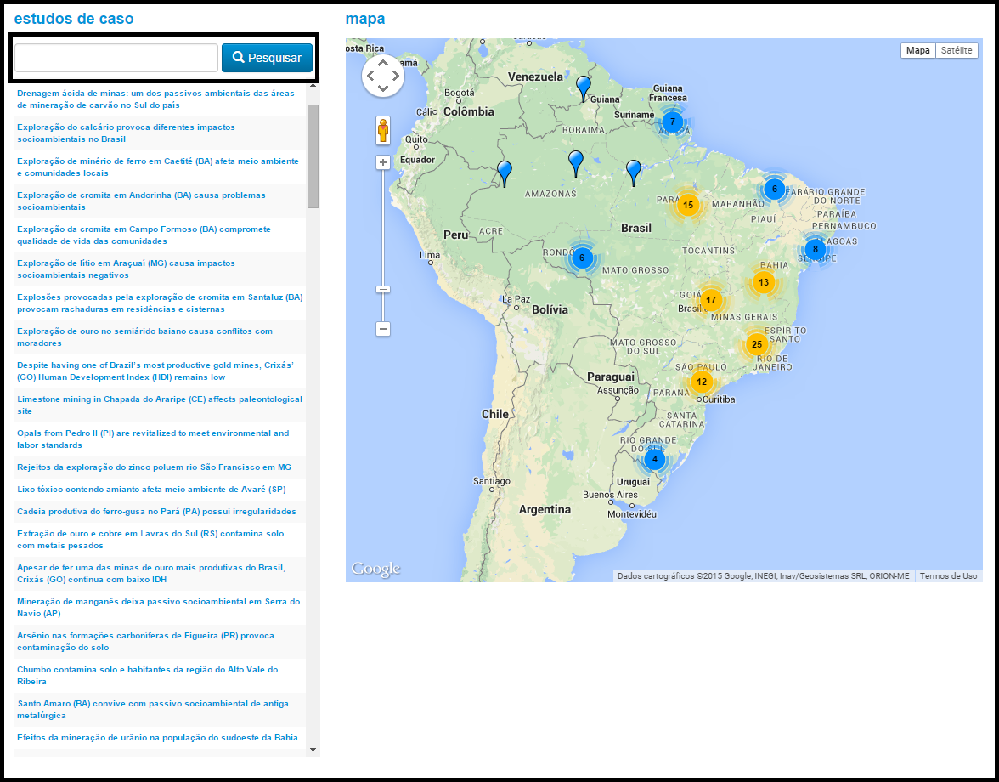 estudos de caso
Pesquisar
Drenagem ácida de minas: um dos passivos ambientais das áreas
de mineração de carvão no Sul do país
Exploração do calcário provoca diferentes impactos
socioambientais no Brasil
Exploração de minério de ferro em Caetité (BA) afeta meio ambiente
e comunidades locais
Exploração de cromita em Andorinha (BA) causa problemas
socioambientais
Exploração da cromita em Campo Formoso (BA) compromete
qualidade de vida das comunidades
Exploração de lítio em Araçuai (MG) causa impactos
socioambientais negativos
Explosões provocadas pela exploração de cromita em Santaluz (BA)
provocam rachaduras em residências e cisternas
Exploração de ouro no semiárido baiano causa conflitos com
moradores
Despite having one of Brazil's most productive gold mines, Crixás'
(GO) Human Development Index (HDI) remains low
Limestone mining in Chapada do Araripe (CE) affects paleontological
site
Opals from Pedro II (PI) are revitalized to meet environmental and
labor standards
Rejeitos da exploração do zinco poluem rio São Francisco em MG
Lixo tóxico contendo amianto afeta meio ambiente de Avaré (SP)
Cadeia produtiva do ferro-gusa no Pará (PA) possui irregularidades
Extração de ouro e cobre em Lavras do Sul (RS) contamina solo
com metais pesados
Apesar de ter uma das minas de ouro mais produtivas do Brasil,
Crixás (GO) continua com baixo IDH
Mineração de manganês deixa passivo socioambiental em Serra do
Navio (AP)
Arsênio nas formações carboníferas de Figueira (PR) provoca
contaminação do solo
Chumbo contamina solo e habitantes da região do Alto Vale do
Ribeira
Santo Amaro (BA) convive com passivo socioambiental de antiga
metalúrgica
Efeitos da mineração de urânio na população do sudoeste da Bahia
mapa
Mapa
Satélite
osta Rica
amá
Venezuela
Guiana
Guiana
Francesa
Suriname
Bogotá
Cálio
Colômbia
RORAIMA
7
Quito
Equador
AMAZONAS
PARÁ
15
MARANHÃO
6
CEARÁ
RIO GRANDE
DO NORTE
PARAÍBA
PERNAMBUCO
PIAUÍ
Peru
ACRE
Brasil
8
ALAGOAS
Lima
6
TOCANTINS
BAHIA
MATO GROSSO
13
La Paz
Bolívia
GOIÁS
17
Brasília
MINAS GERAIS
ESPÍRITO
SANTO
MATO GROSSO
DO SUL
25
RIO DE
JANEIRO
Paraguai
Assunção
SÃO PAULO
12
PARANÁ
Curitiba
Chile
SANTA
CATARINA
RIO GRANDE
DO SUL
4
Santiago
Uruguai
Buenos Aires
Montevidéu
Argentina
Google
Dados cartográficos ©2015 Google, INEGI, Inav/Geosistemas SRL, ORION-ME
Termos de Uso